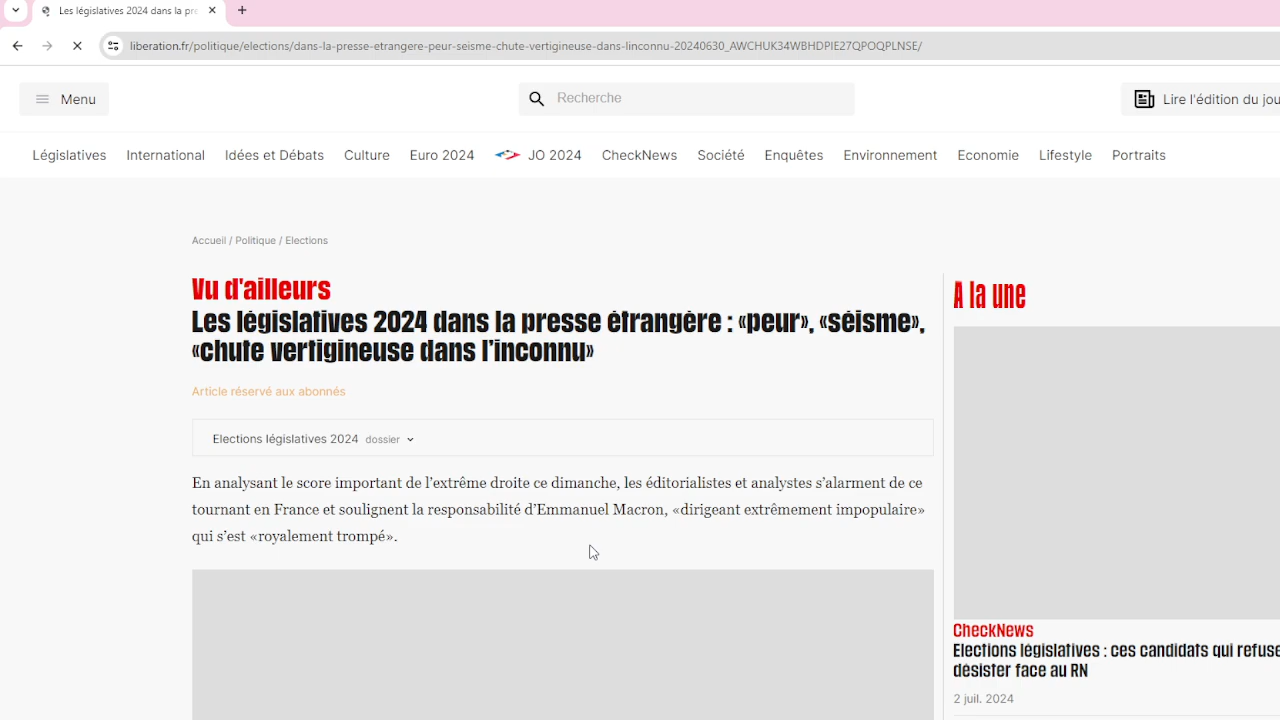 Les législatives 2024 dans la pre
liberation.fr/politique/elections/dans-la-presse-etrangere-peur-seisme-chute-vertigineuse-dans-linconnu-20240630_AWCHUK34WBHDPIE27QPOQPLNSE/
Menu
Recherche
Lire l'édition du jou
Législatives International Idées et Débats Culture Euro 2024 JO 2024 CheckNews Société Enquêtes Environnement Economie Lifestyle Portraits
Accueil / Politique / Elections
Vu d'ailleurs
Les législatives 2024 dans la presse étrangère : «peur», «séisme»,
«chute vertigineuse dans l'inconnu»
Article réservé aux abonnés
Elections législatives 2024 dossier
En analysant le score important de l'extrême droite ce dimanche, les éditorialistes et analystes s'alarment de ce
tournant en France et soulignent la responsabilité d'Emmanuel Macron, «dirigeant extrêmement impopulaire»
qui s'est «royalement trompé».
A la une
CheckNews
Elections législatives : ces candidats qui refuse
désister face au RN
2 juil. 2024